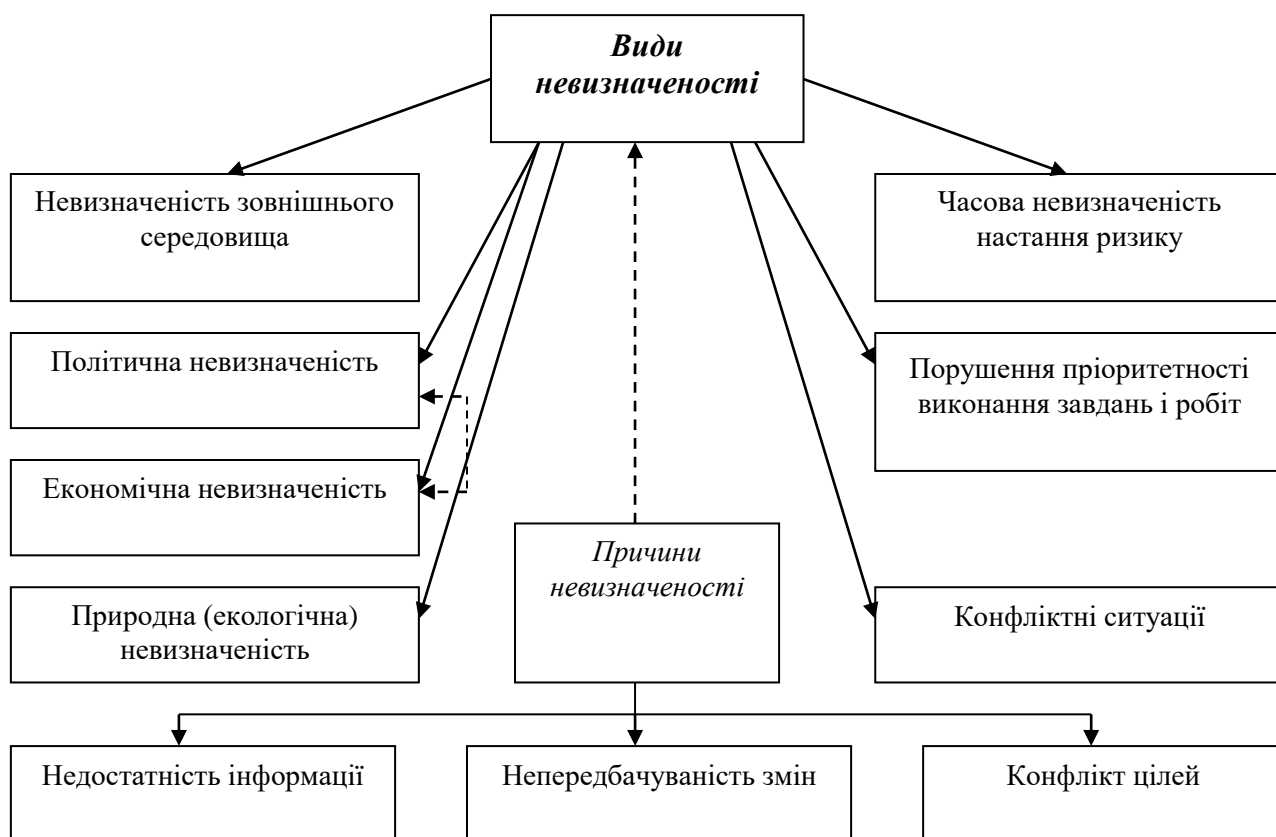 Види
невизначеності
Невизначеність зовнішнього
середовища
Часова невизначеність
настання ризику
Політична невизначеність
Порушення пріоритетності
виконання завдань і робіт
Економічна невизначеність
Причини
невизначеності
Природна (екологічна)
невизначеність
Конфліктні ситуації
Недостатність інформації
Непередбачуваність змін
Конфлікт цілей